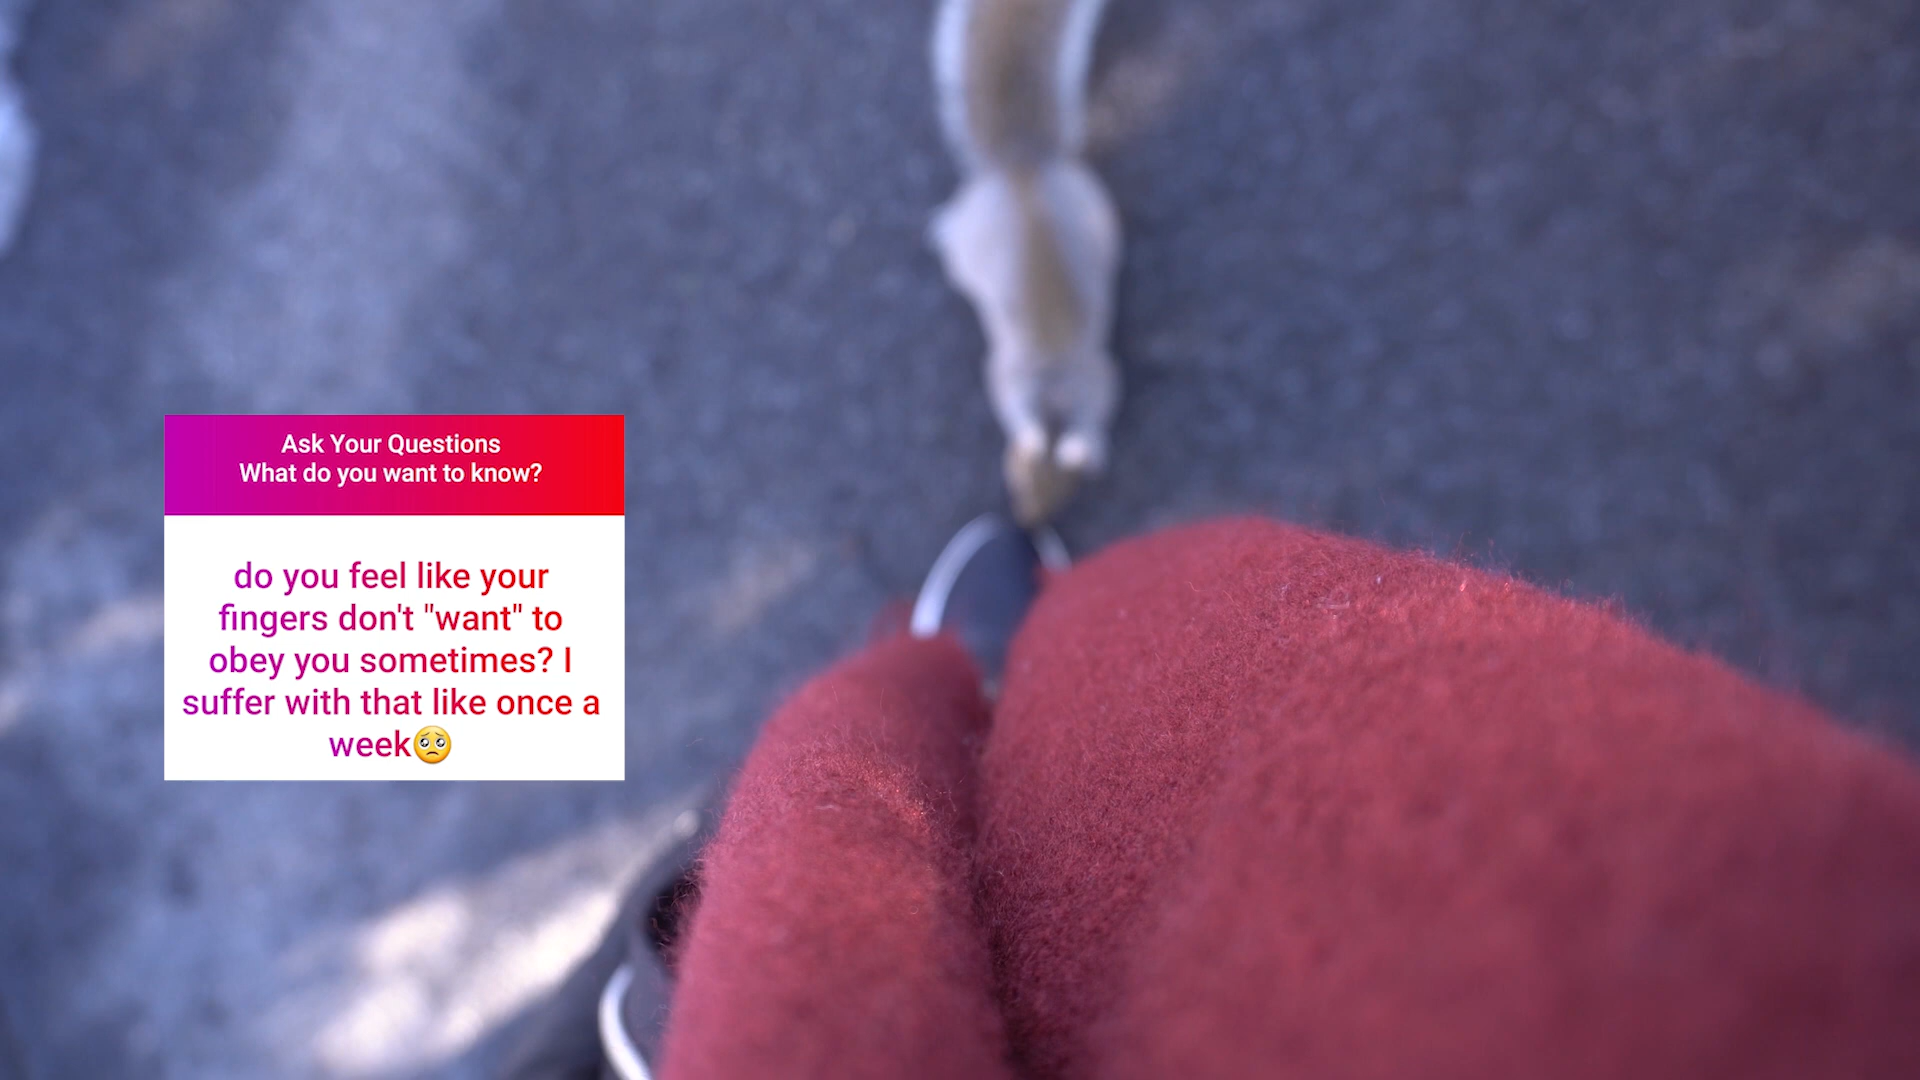 Ask Your Questions
What do you want to know?
do you feel like your
fingers don't "want" to
obey you sometimes? I
suffer with that like once a
week🥺